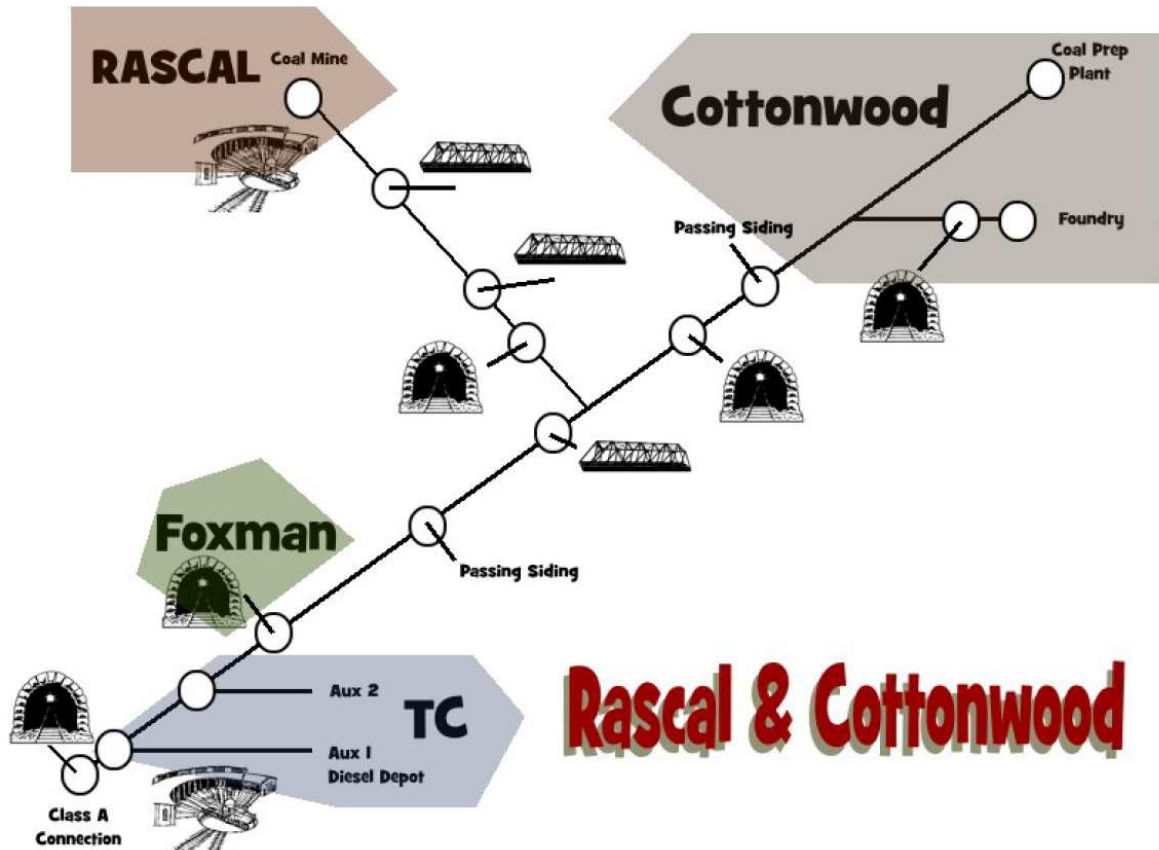 RASCAL
Coal Mine
Cottonwood
Coal Prep
Plant
Passing Siding
Foundry
Foxman
Passing Siding
Aux 2
TC
Aux 1
Diesel Depot
Class A
Connection
Rascal & Cottonwood